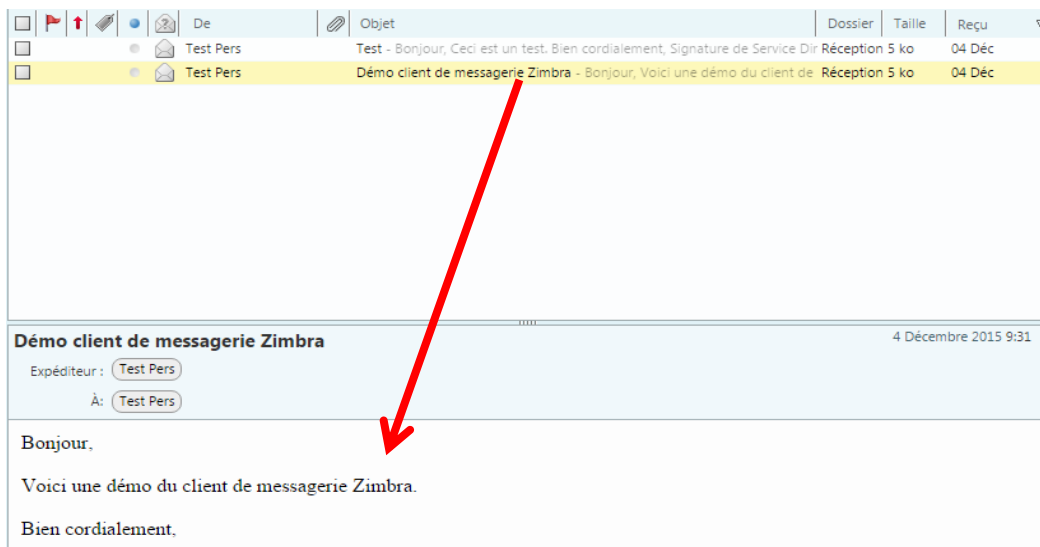 De Objet Dossier Taille Reçu
Test Pers Test - Bonjour, Ceci est un test. Bien cordialement, Signature de Service Dir Réception 5 ko 04 Déc
Test Pers Démo client de messagerie Zimbra - Bonjour, Voici une démo du client de Réception 5 ko 04 Déc
Démo client de messagerie Zimbra 4 Décembre 2015 9:31
Expéditeur : Test Pers
À: Test Pers
Bonjour,
Voici une démo du client de messagerie Zimbra.
Bien cordialement,